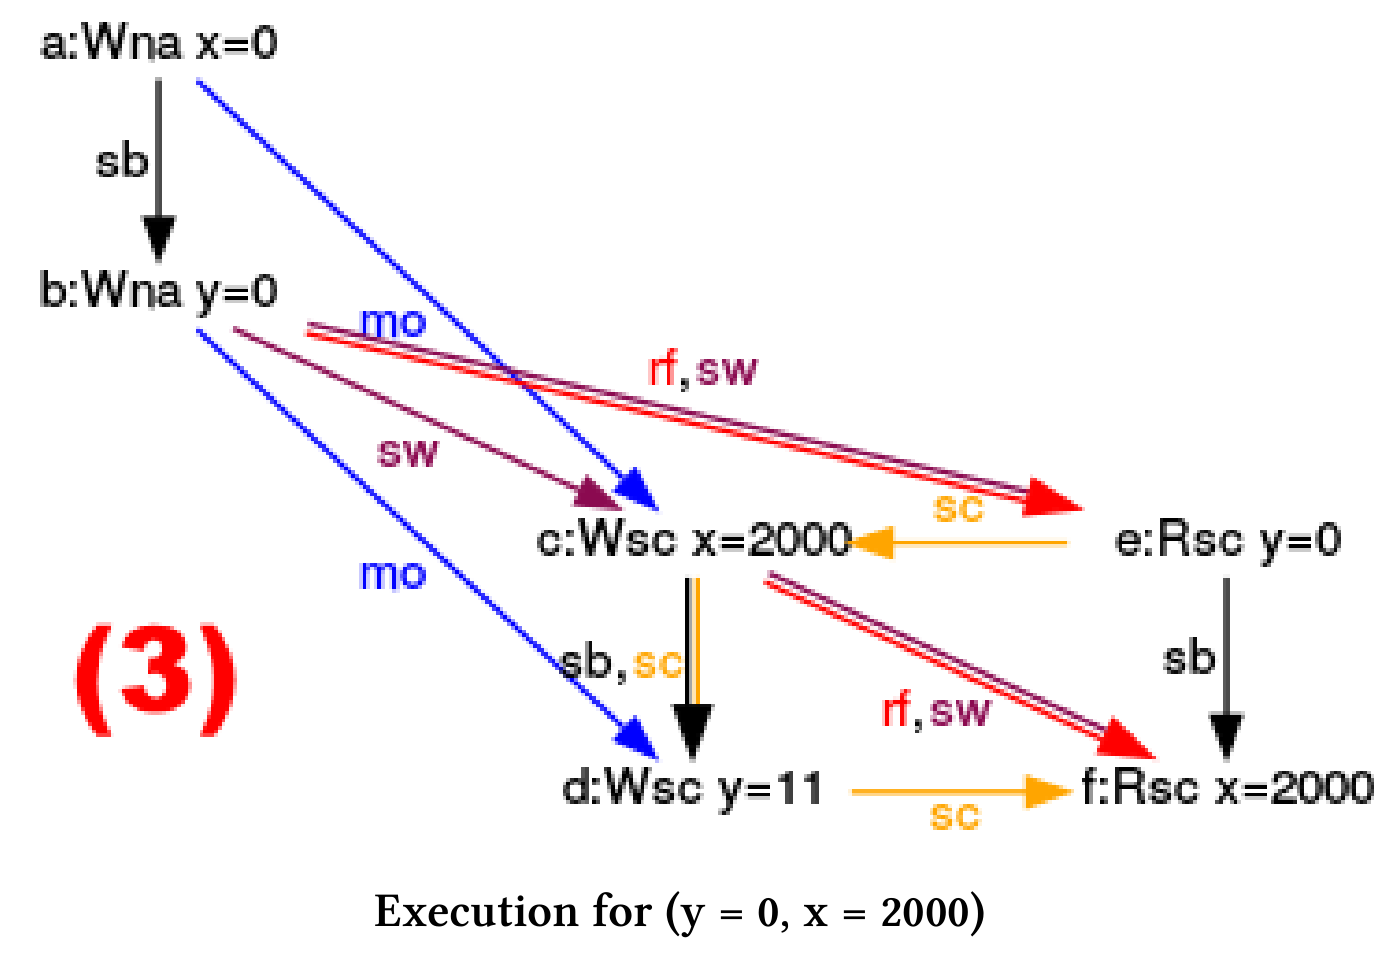 a:Wna x=0
sb
b:Wna y=0
mo
rf,sw
sw
sc
c:Wsc x=2000
e:Rsc y=0
mo
sb,sc
sb
(3)
rf,sw
d:Wsc y=11
sc
f:Rsc x=2000
Execution for (y = 0, x = 2000)